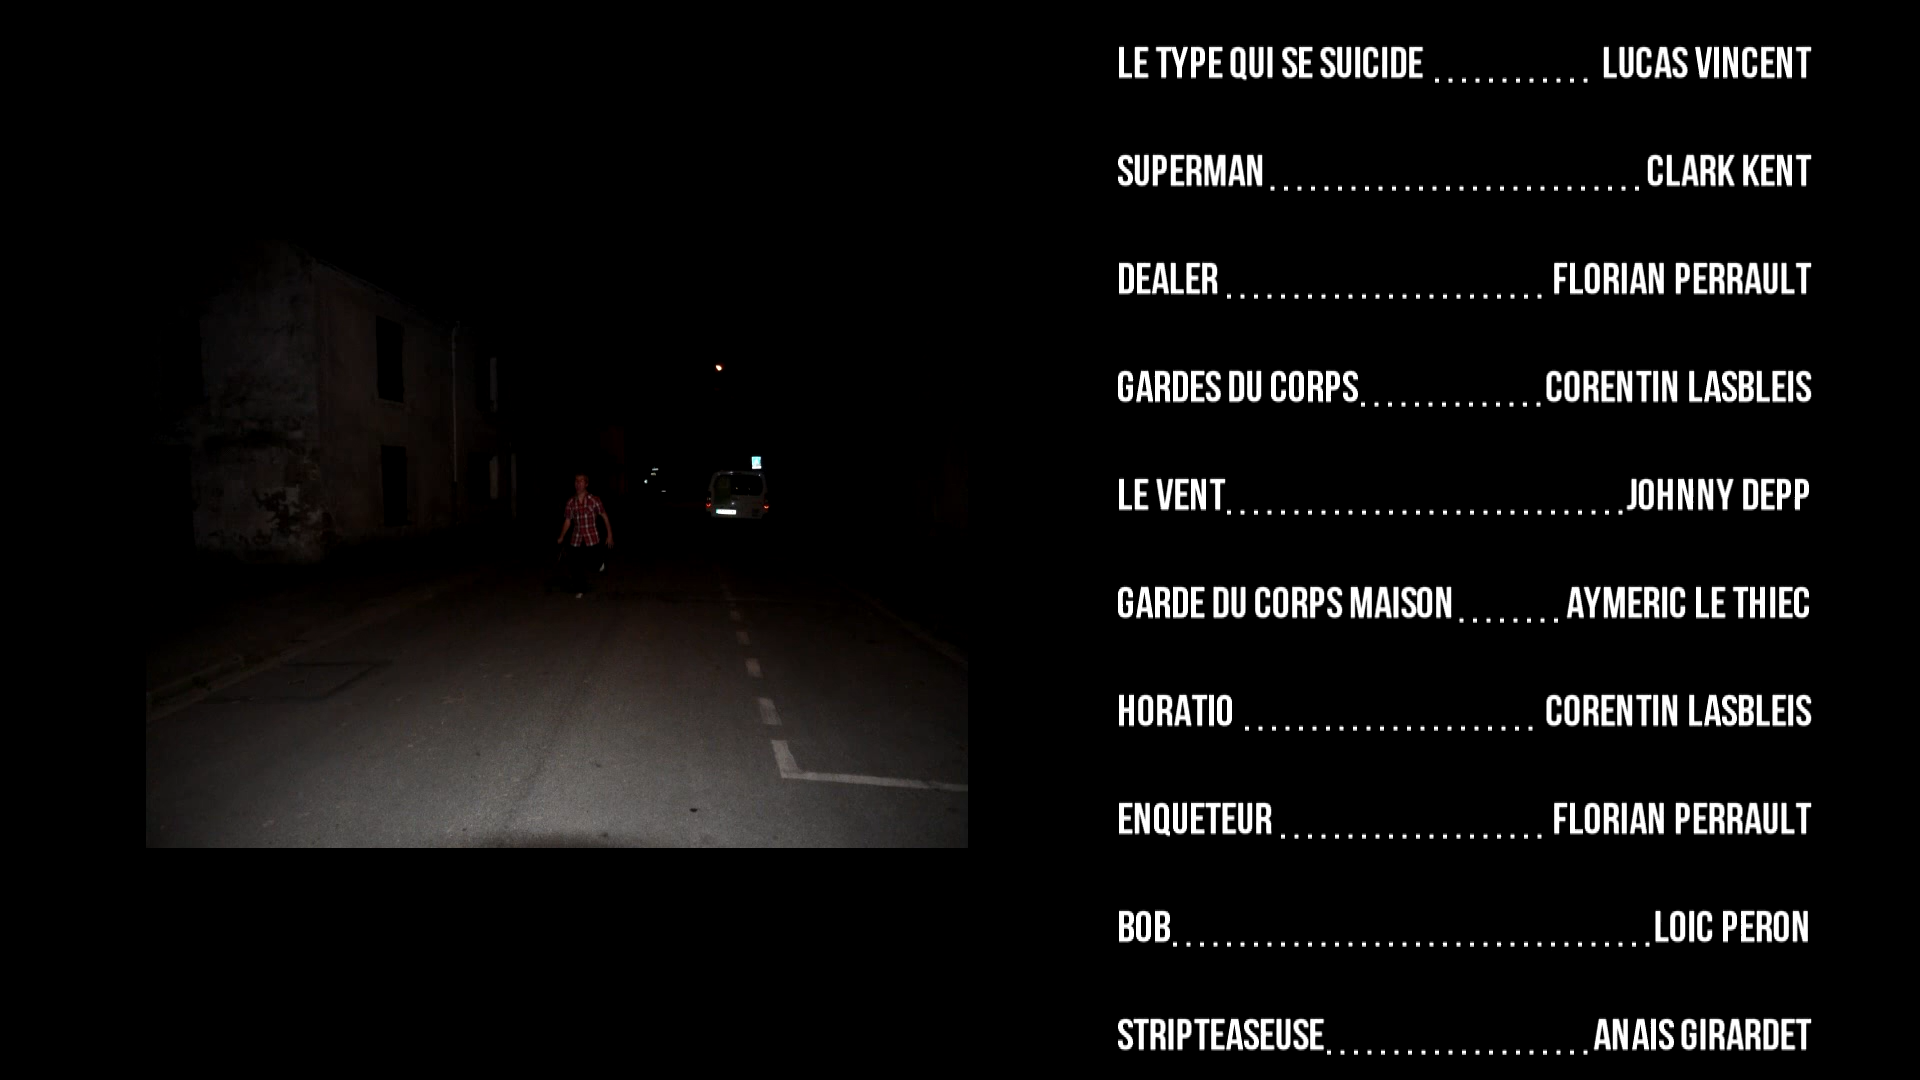 LE TYPE QUI SE SUICIDE ............ LUCAS VINCENT
SUPERMAN ............................ CLARK KENT
DEALER ........................ FLORIAN PERRAULT
GARDES DU CORPS .............. CORENTIN LASBLEIS
LE VENT .............................. JOHNNY DEPP
GARDE DU CORPS MAISON ........ AYMERIC LE THIEC
HORATIO ...................... CORENTIN LASBLEIS
ENQUETEUR .................... FLORIAN PERRAULT
BOB .................................... LOIC PERON
STRIPTEASEUSE .................... ANAIS GIRARDET